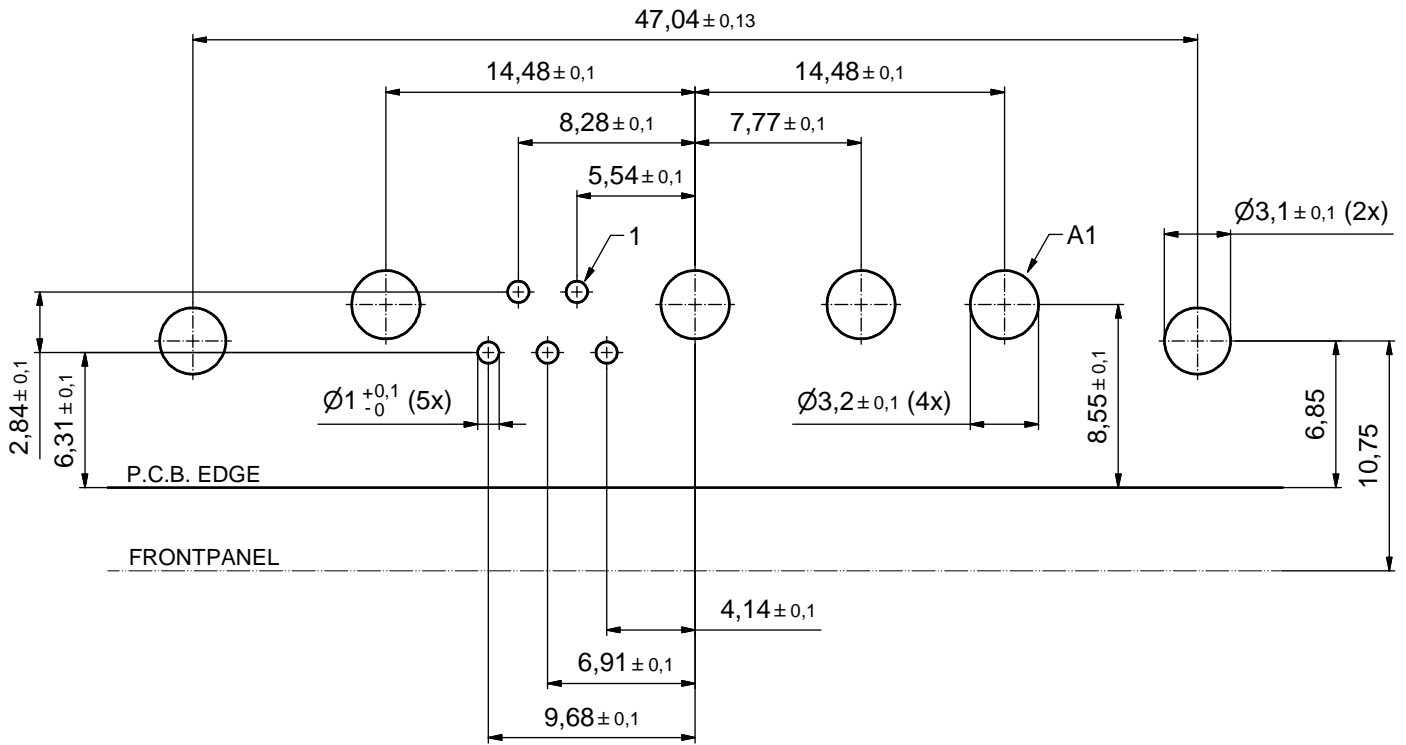 47,04 ± 0,13
14,48 ± 0,1
14,48 ± 0,1
8,28 ± 0,1
7,77 ± 0,1
5,54 ± 0,1
1
A1
Ø3,1 ± 0,1 (2x)
2,84 ± 0,1
6,31 ± 0,1
Ø1 +0,1 -0 (5x)
Ø3,2 ± 0,1 (4x)
8,55 ± 0,1
6,85
10,75
P.C.B. EDGE
FRONTPANEL
4,14 ± 0,1
6,91 ± 0,1
9,68 ± 0,1